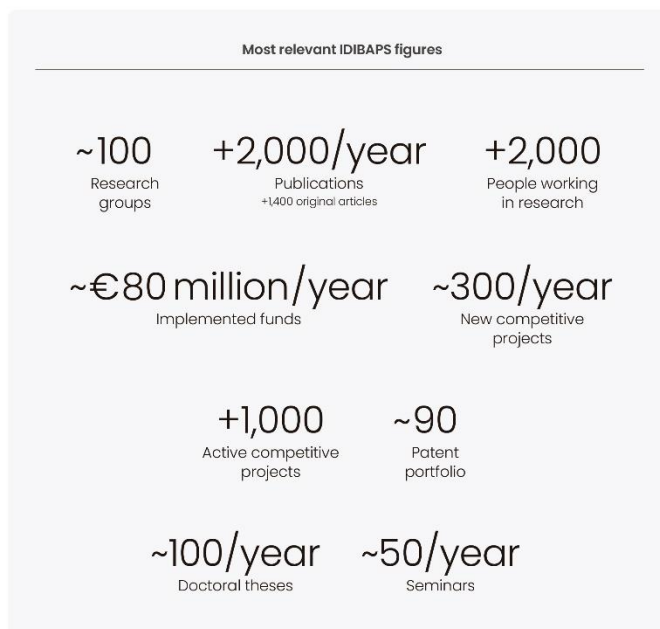 Most relevant IDIBAPS figures
~100
Research
groups
+2,000/year
Publications
+1,400 original articles
+2,000
People working
in research
~€80 million/year
Implemented funds
~300/year
New competitive
projects
+1,000
Active competitive
projects
~90
Patent
portfolio
~100/year
Doctoral theses
~50/year
Seminars